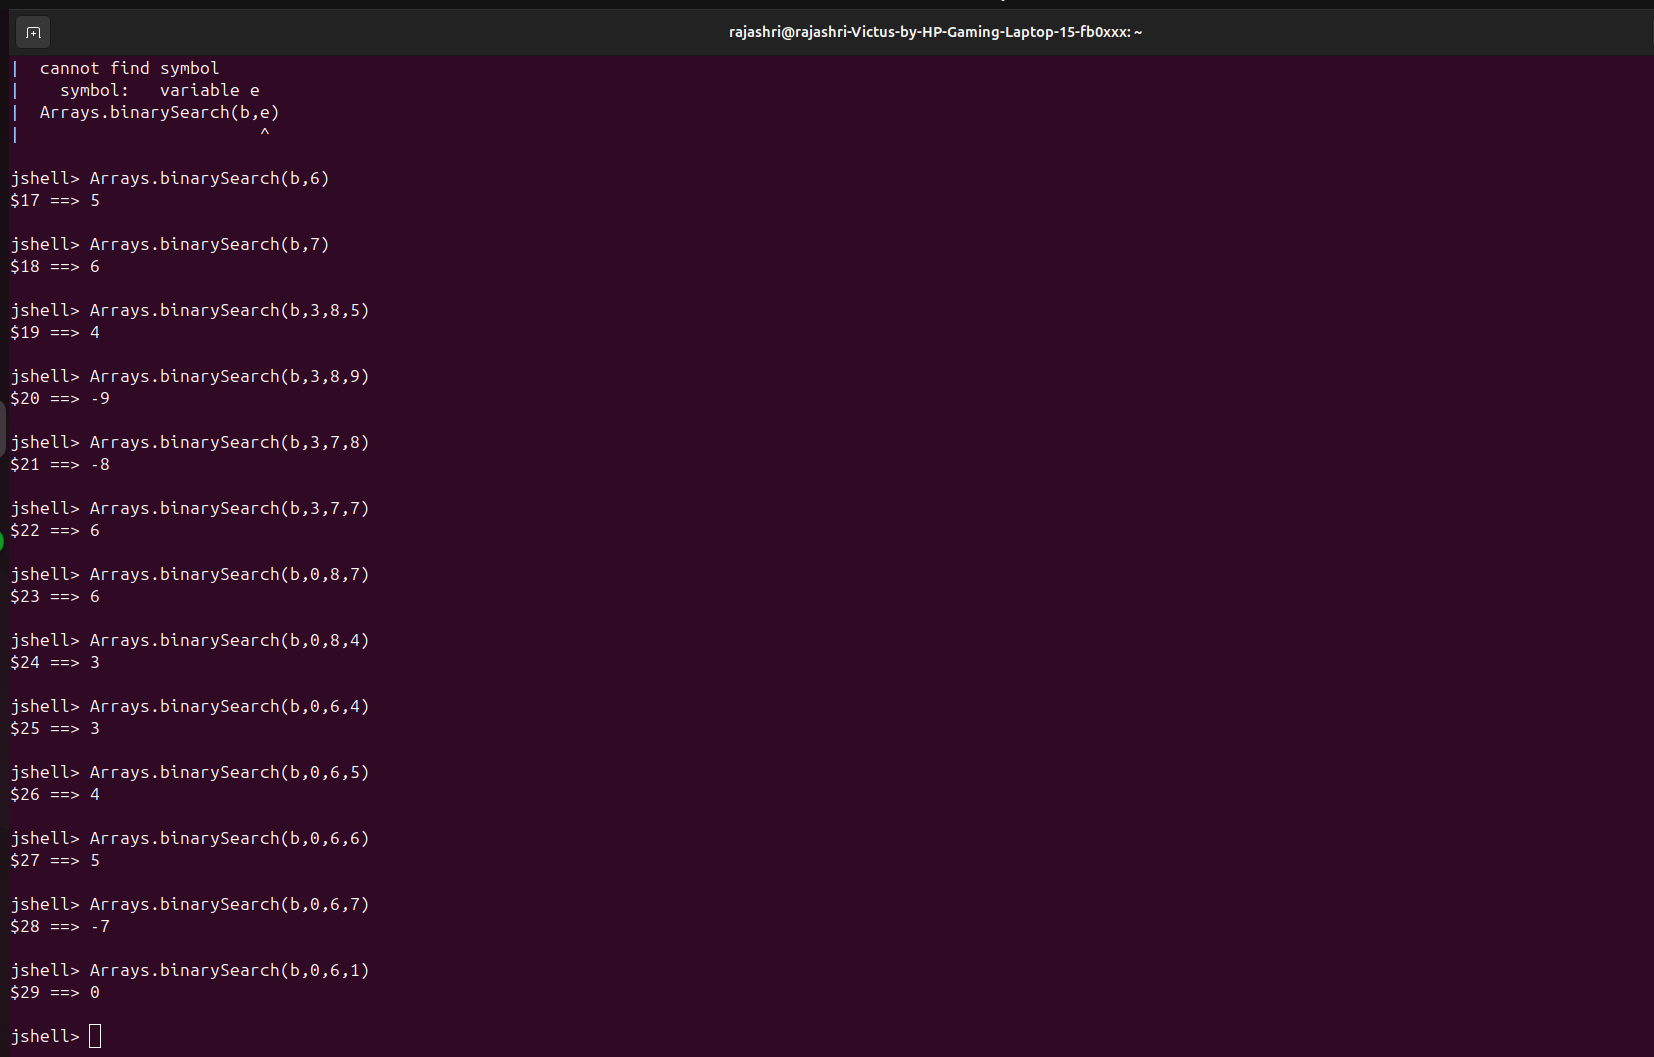 rajashri@rajashri-Victus-by-HP-Gaming-Laptop-15-fb0xxx: ~
|  cannot find symbol
|    symbol:   variable e
|  Arrays.binarySearch(b,e)
|                        ^
jshell> Arrays.binarySearch(b,6)
$17 ==> 5
jshell> Arrays.binarySearch(b,7)
$18 ==> 6
jshell> Arrays.binarySearch(b,3,8,5)
$19 ==> 4
jshell> Arrays.binarySearch(b,3,8,9)
$20 ==> -9
jshell> Arrays.binarySearch(b,3,7,8)
$21 ==> -8
jshell> Arrays.binarySearch(b,3,7,7)
$22 ==> 6
jshell> Arrays.binarySearch(b,0,8,7)
$23 ==> 6
jshell> Arrays.binarySearch(b,0,8,4)
$24 ==> 3
jshell> Arrays.binarySearch(b,0,6,4)
$25 ==> 3
jshell> Arrays.binarySearch(b,0,6,5)
$26 ==> 4
jshell> Arrays.binarySearch(b,0,6,6)
$27 ==> 5
jshell> Arrays.binarySearch(b,0,6,7)
$28 ==> -7
jshell> Arrays.binarySearch(b,0,6,1)
$29 ==> 0
jshell>